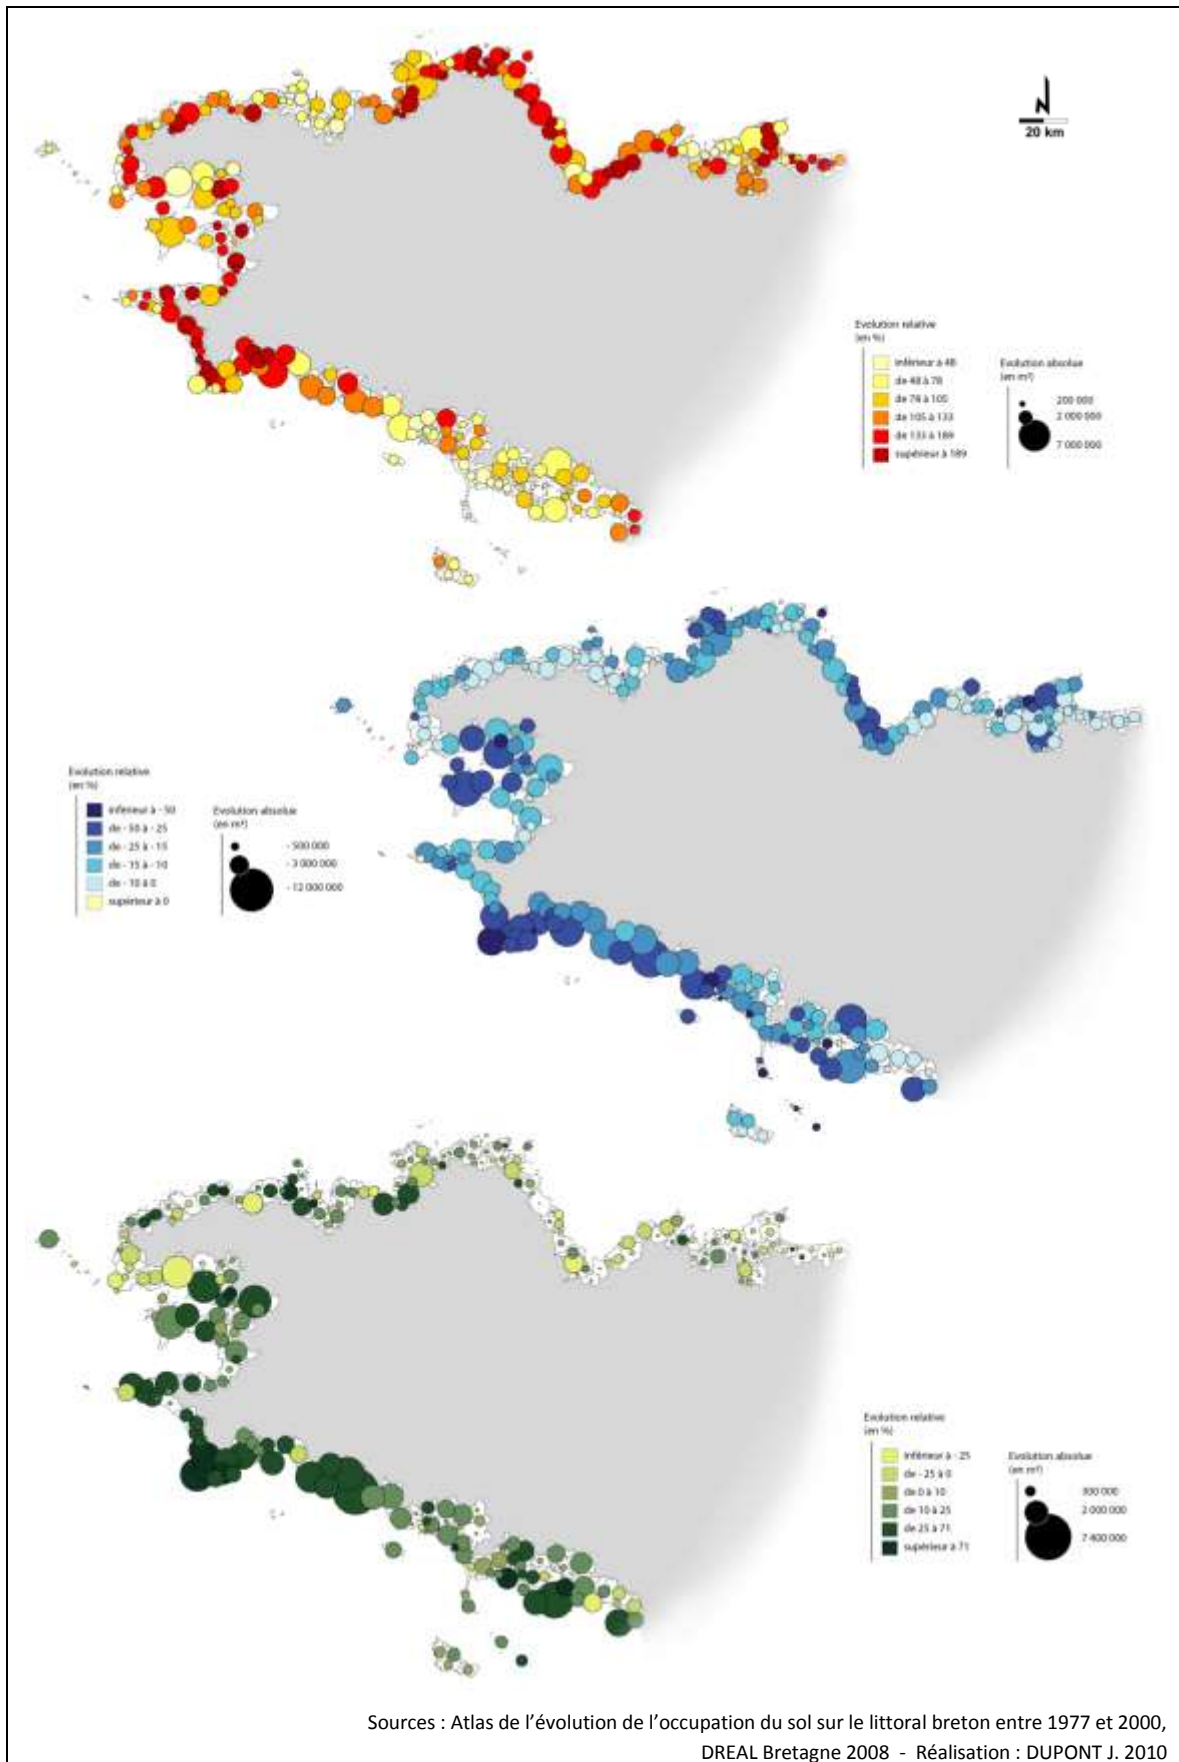 20 km
Evolution relative
(en %)
inférieur à 48
de 48 à 78
de 78 à 105
de 105 à 133
de 133 à 189
supérieur à 189
Evolution absolue
(en m²)
200 000
2 000 000
7 000 000
Evolution relative
(en %)
inférieur à - 50
de - 50 à - 25
de - 25 à - 15
de - 15 à - 10
de - 10 à 0
supérieur à 0
Evolution absolue
(en m²)
- 500 000
- 3 000 000
- 12 000 000
Evolution relative
(en %)
inférieur à - 25
de - 25 à 0
de 0 à 10
de 10 à 25
de 25 à 71
supérieur à 71
Evolution absolue
(en m²)
300 000
2 000 000
7 400 000
Sources : Atlas de l’évolution de l’occupation du sol sur le littoral breton entre 1977 et 2000,
DREAL Bretagne 2008 - Réalisation : DUPONT J. 2010